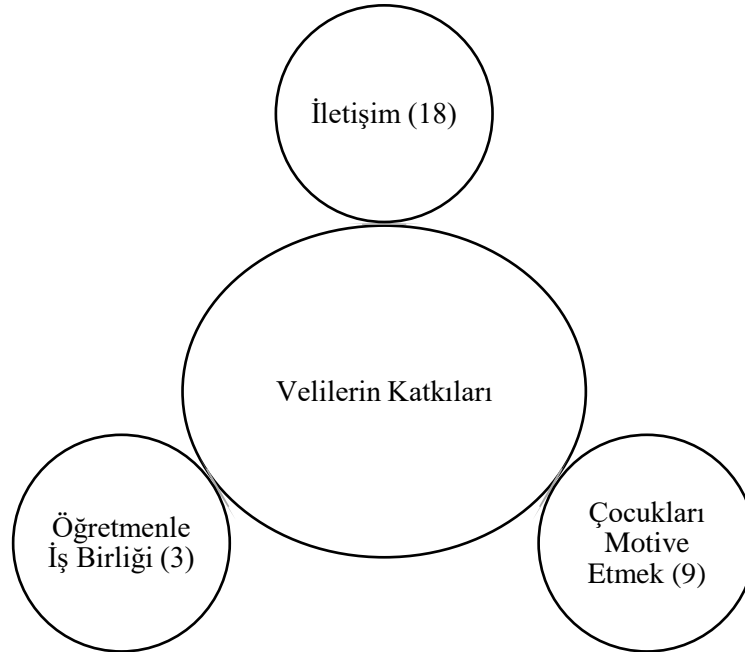 İletişim (18)
Velilerin Katkıları
Öğretmenle
İş Birliği (3)
Çocukları
Motive
Etmek (9)